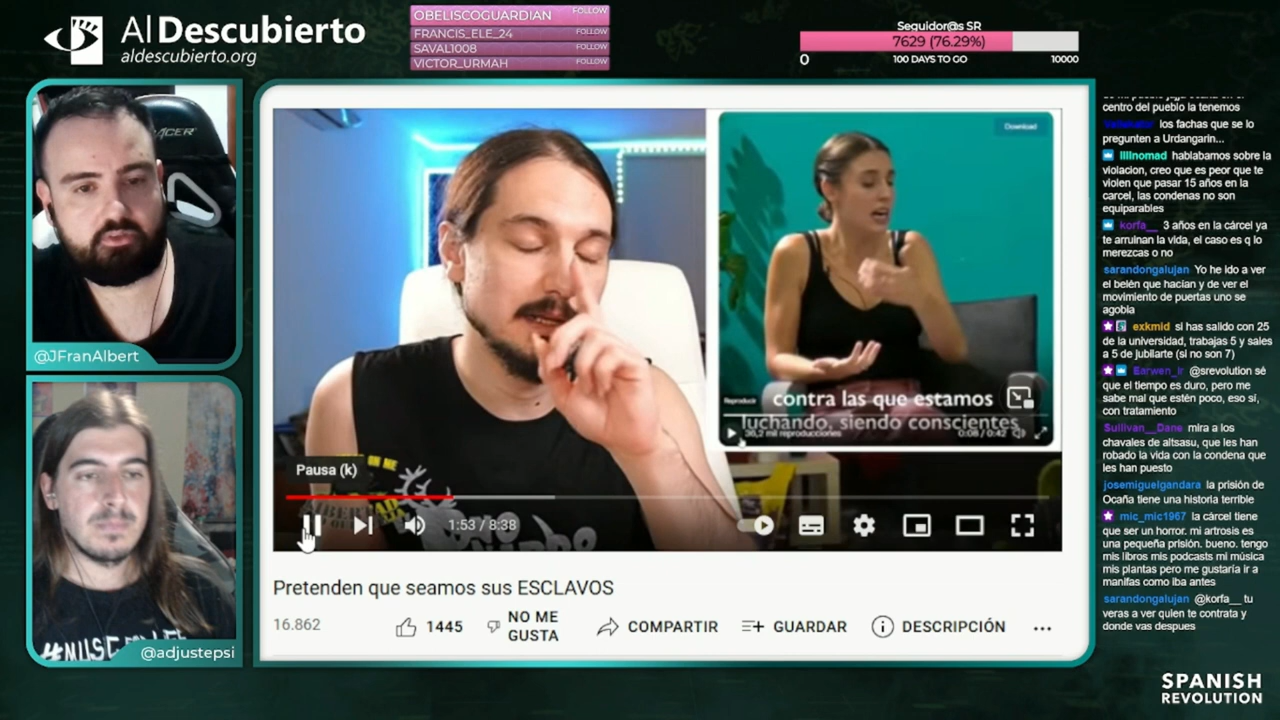 Al Descubierto
aldescubierto.org
OBELISCOGUARDIAN FOLLOW
FRANCIS_ELE_24 FOLLOW
SAVAL1008 FOLLOW
VICTOR_URMAH FOLLOW
Seguidor@s SR
7629 (76.29%)
0 100 DAYS TO GO 10000
ACER
@JFranAlbert
@adjustepsi
Download
contra las que estamos
luchando, siendo conscientes
Reproducir
30,2 mil reproducciones
0:08 / 0:42
Pausa (k)
1:53 / 8:38
Pretenden que seamos sus ESCLAVOS
16.862
1445
NO ME
GUSTA
COMPARTIR
GUARDAR
DESCRIPCIÓN
centro del pueblo la tenemos
los fachas que se lo
pregunten a Urdangarin...
lllInomad hablabamos sobre la
violacion, creo que es peor que te
violen que pasar 15 años en la
carcel, las condenas no son
equiparables
korfa__ 3 años en la cárcel ya
te arruinan la vida, el caso es q lo
merezcas o no
sarandongalujan Yo he ido a ver
el belén que hacían y de ver el
movimiento de puertas uno se
agobia
exkmid si has salido con 25
de la universidad, trabajas 5 y sales
a 5 de jubilarte (si no son 7)
Earwen_Ir @srevolution sé
que el tiempo es duro, pero me
sabe mal que estén poco, eso sí,
con tratamiento
Sullivan__Dane mira a los
chavales de altsasu, que les han
robado la vida con la condena que
les han puesto
josemiguelgandara la prisión de
Ocaña tiene una historia terrible
mic_mic1967 la cárcel tiene
que ser un horror. mi artrosis es
una pequeña prisión. bueno. tengo
mis libros mis podcasts mi música
mis plantas pero me gustaría ir a
manifas como iba antes
sarandongalujan @korfa__ tu
veras a ver quien te contrata y
donde vas despues
SPANISH
REVOLUTION